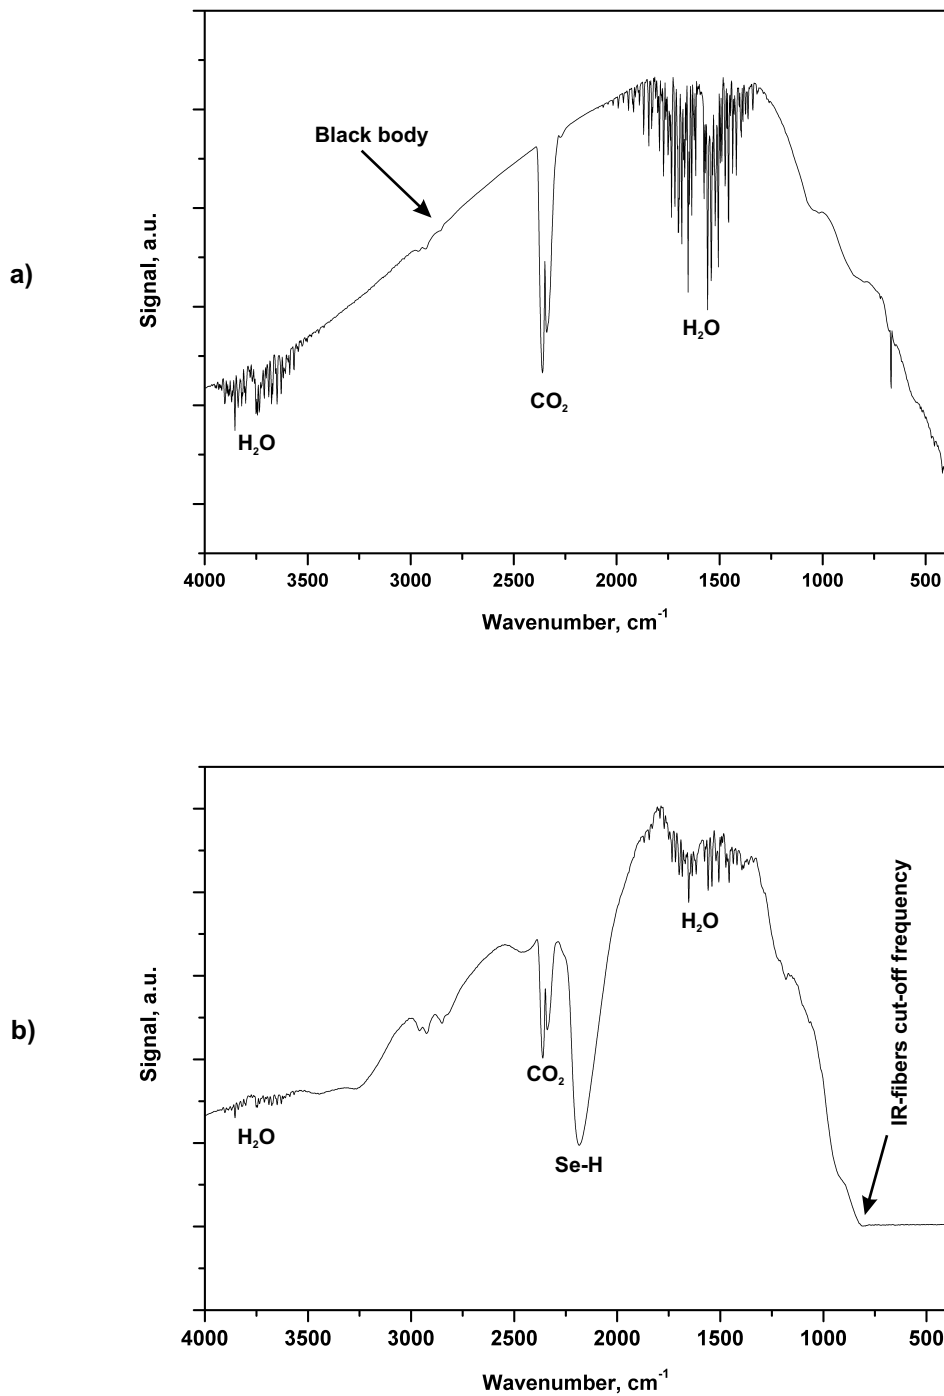 a)
Signal, a.u.
Black body
H₂O
CO₂
H₂O
4000 3500 3000 2500 2000 1500 1000 500
Wavenumber, cm⁻¹
b)
Signal, a.u.
H₂O
CO₂
Se-H
H₂O
IR-fibers cut-off frequency
4000 3500 3000 2500 2000 1500 1000 500
Wavenumber, cm⁻¹